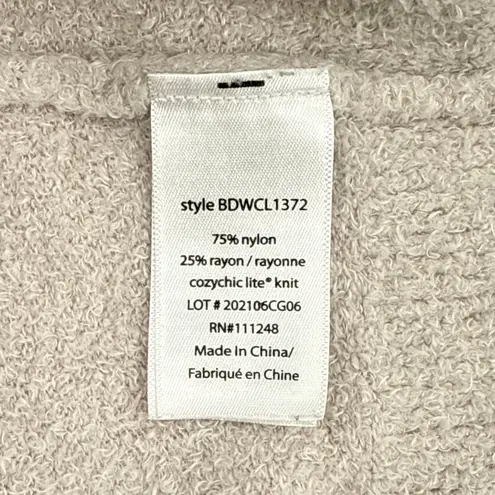 style BDWCL1372
75% nylon
25% rayon / rayonne
cozychic lite® knit
LOT # 202106CG06
RN#111248
Made In China/
Fabriqué en Chine